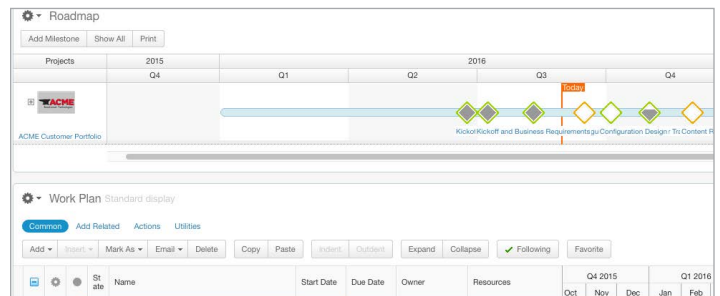 Roadmap
Add Milestone Show All Print
Projects 2015 2016
Q4 Q1 Q2 Q3 Q4
Today
ACME
ACME Customer Portfolio
Kickoff and Business Requirements Configuration Design Content
Work Plan Standard display
Common Add Related Actions Utilities
Add Insert Mark As Email Delete Copy Paste Indent Outdent Expand Collapse Following Favorite
Q4 2015 Q1 2016
St
ate
Name Start Date Due Date Owner Resources
Oct Nov Dec Jan Feb